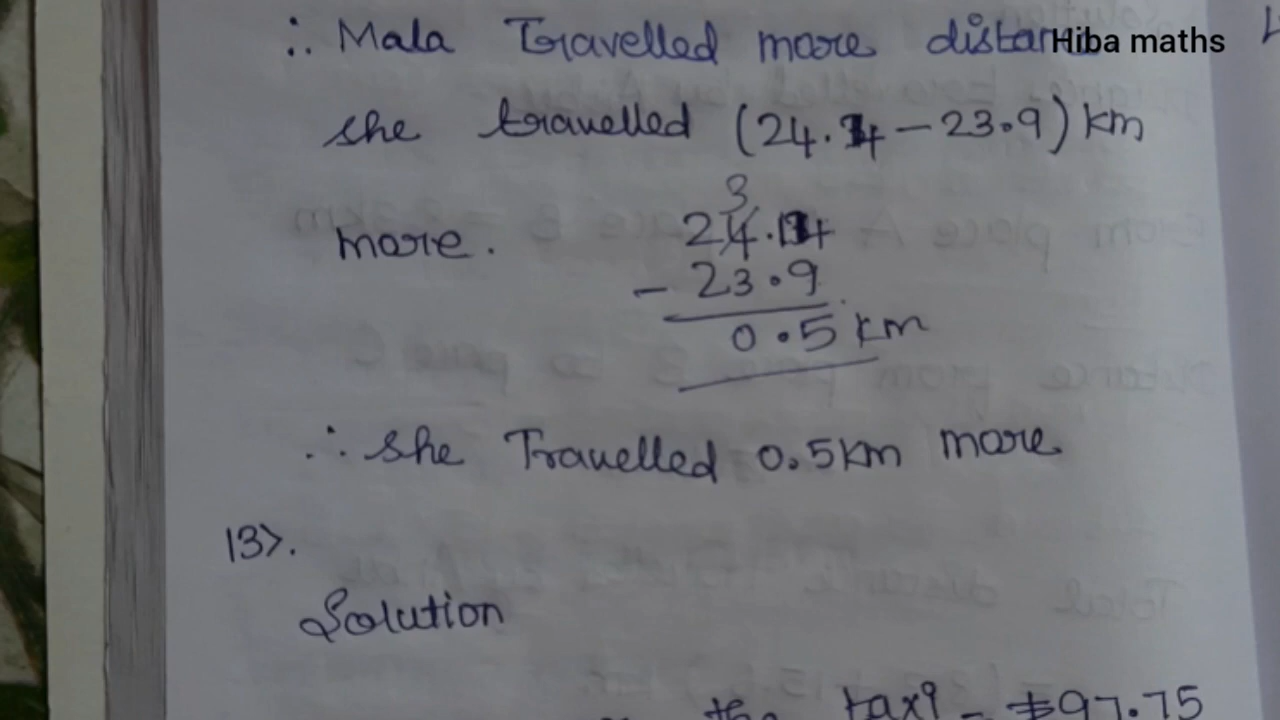 ∴ Mala Travelled more distan
Hiba maths
she travelled (24.4 - 23.9) km
more.
3
24.14
- 23.9
0.5 km
∴ she Travelled 0.5km more
13>.
Solution
the taxi = ₹97.75